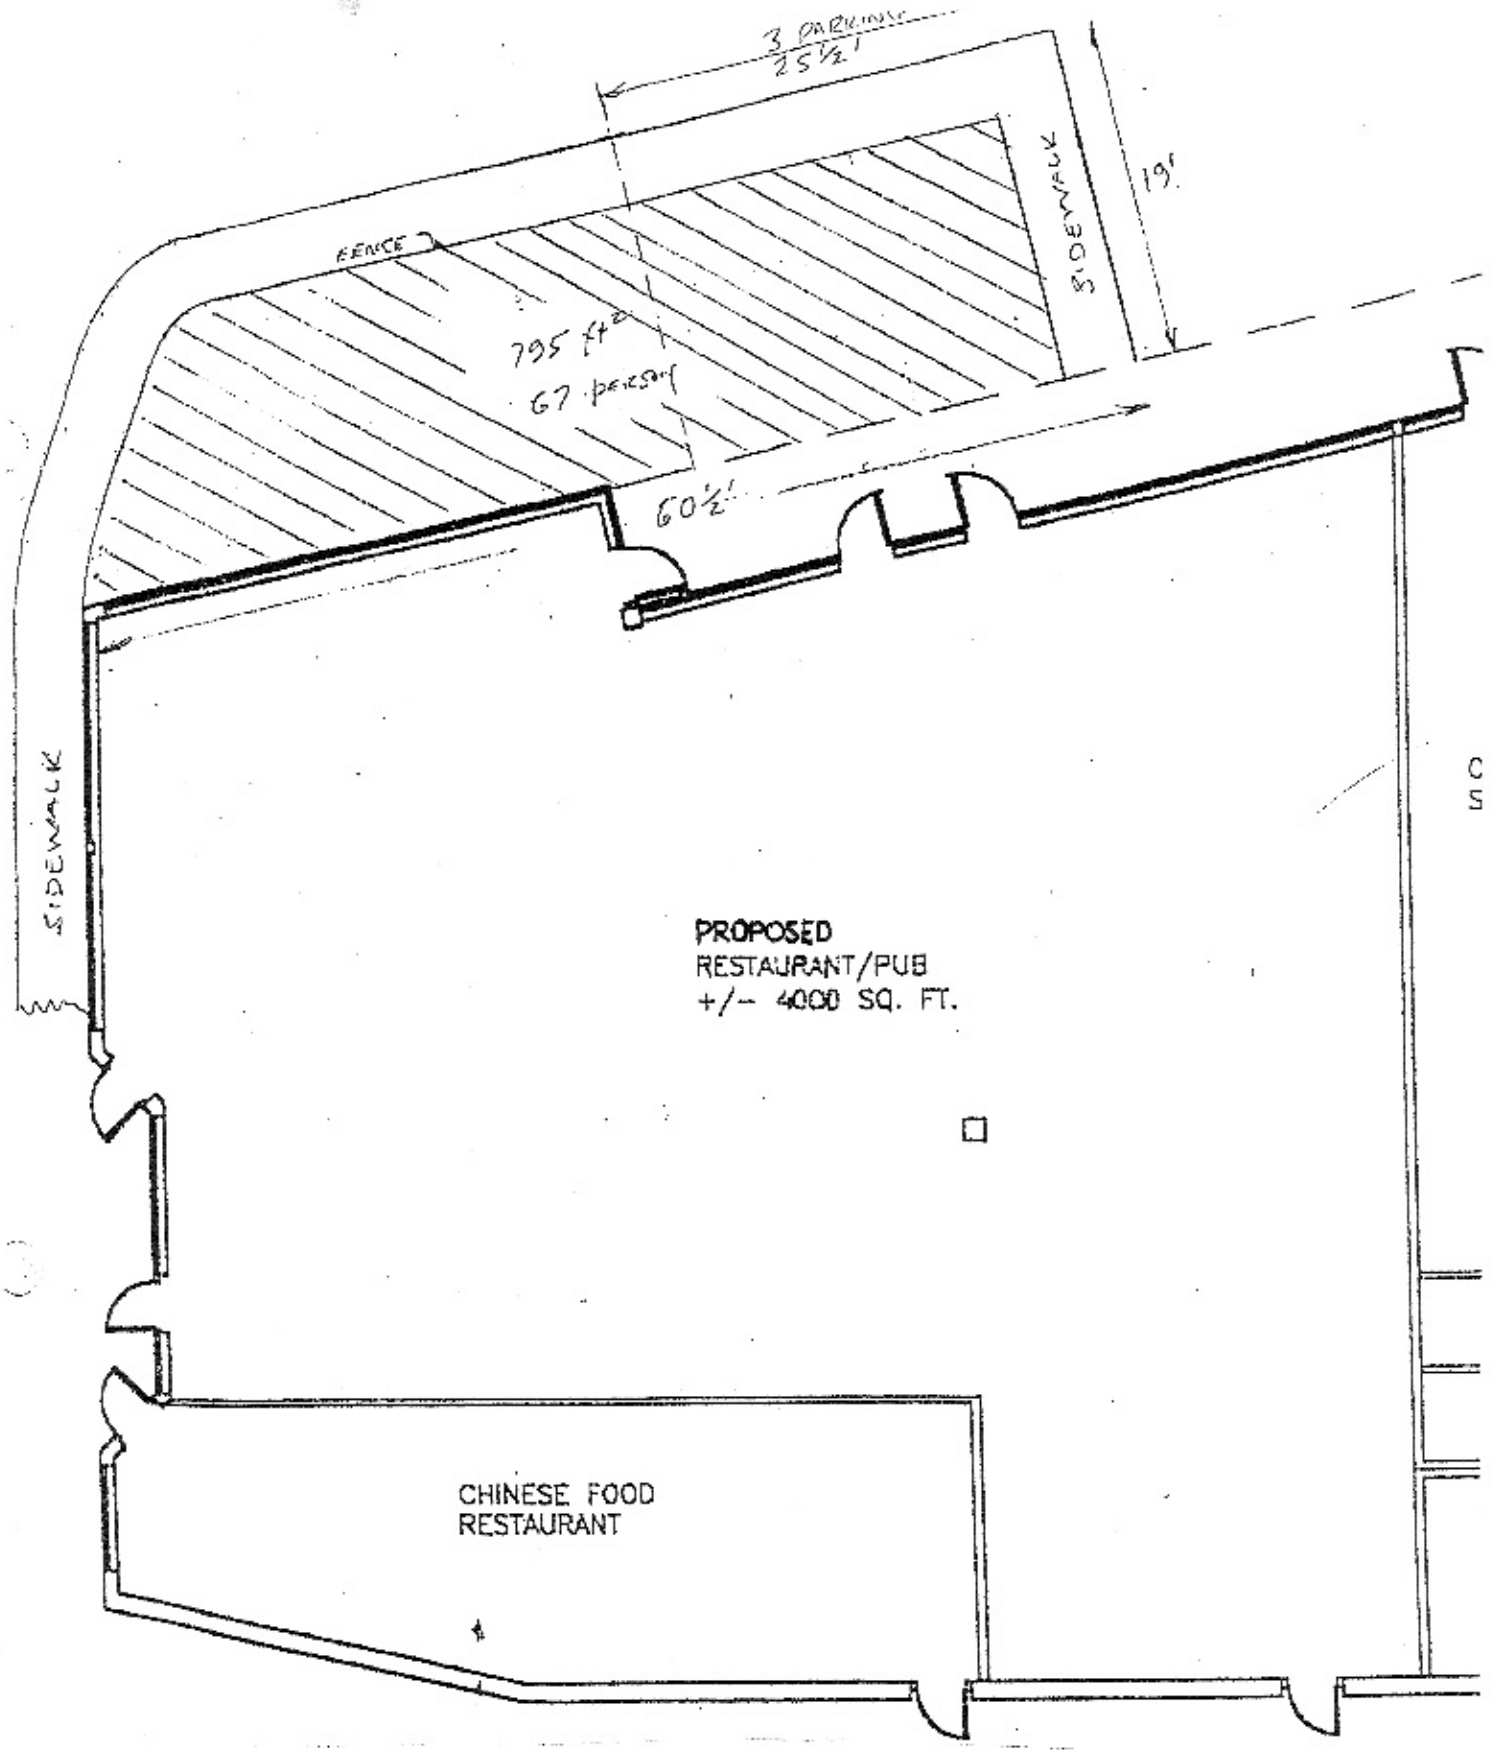 3 PARKING
25½'
19'
SIDEWALK
FENCE
795 ft²
67 person
60½'
SIDEWALK
C
S
PROPOSED
RESTAURANT/PUB
+/- 4000 SQ. FT.
CHINESE FOOD
RESTAURANT